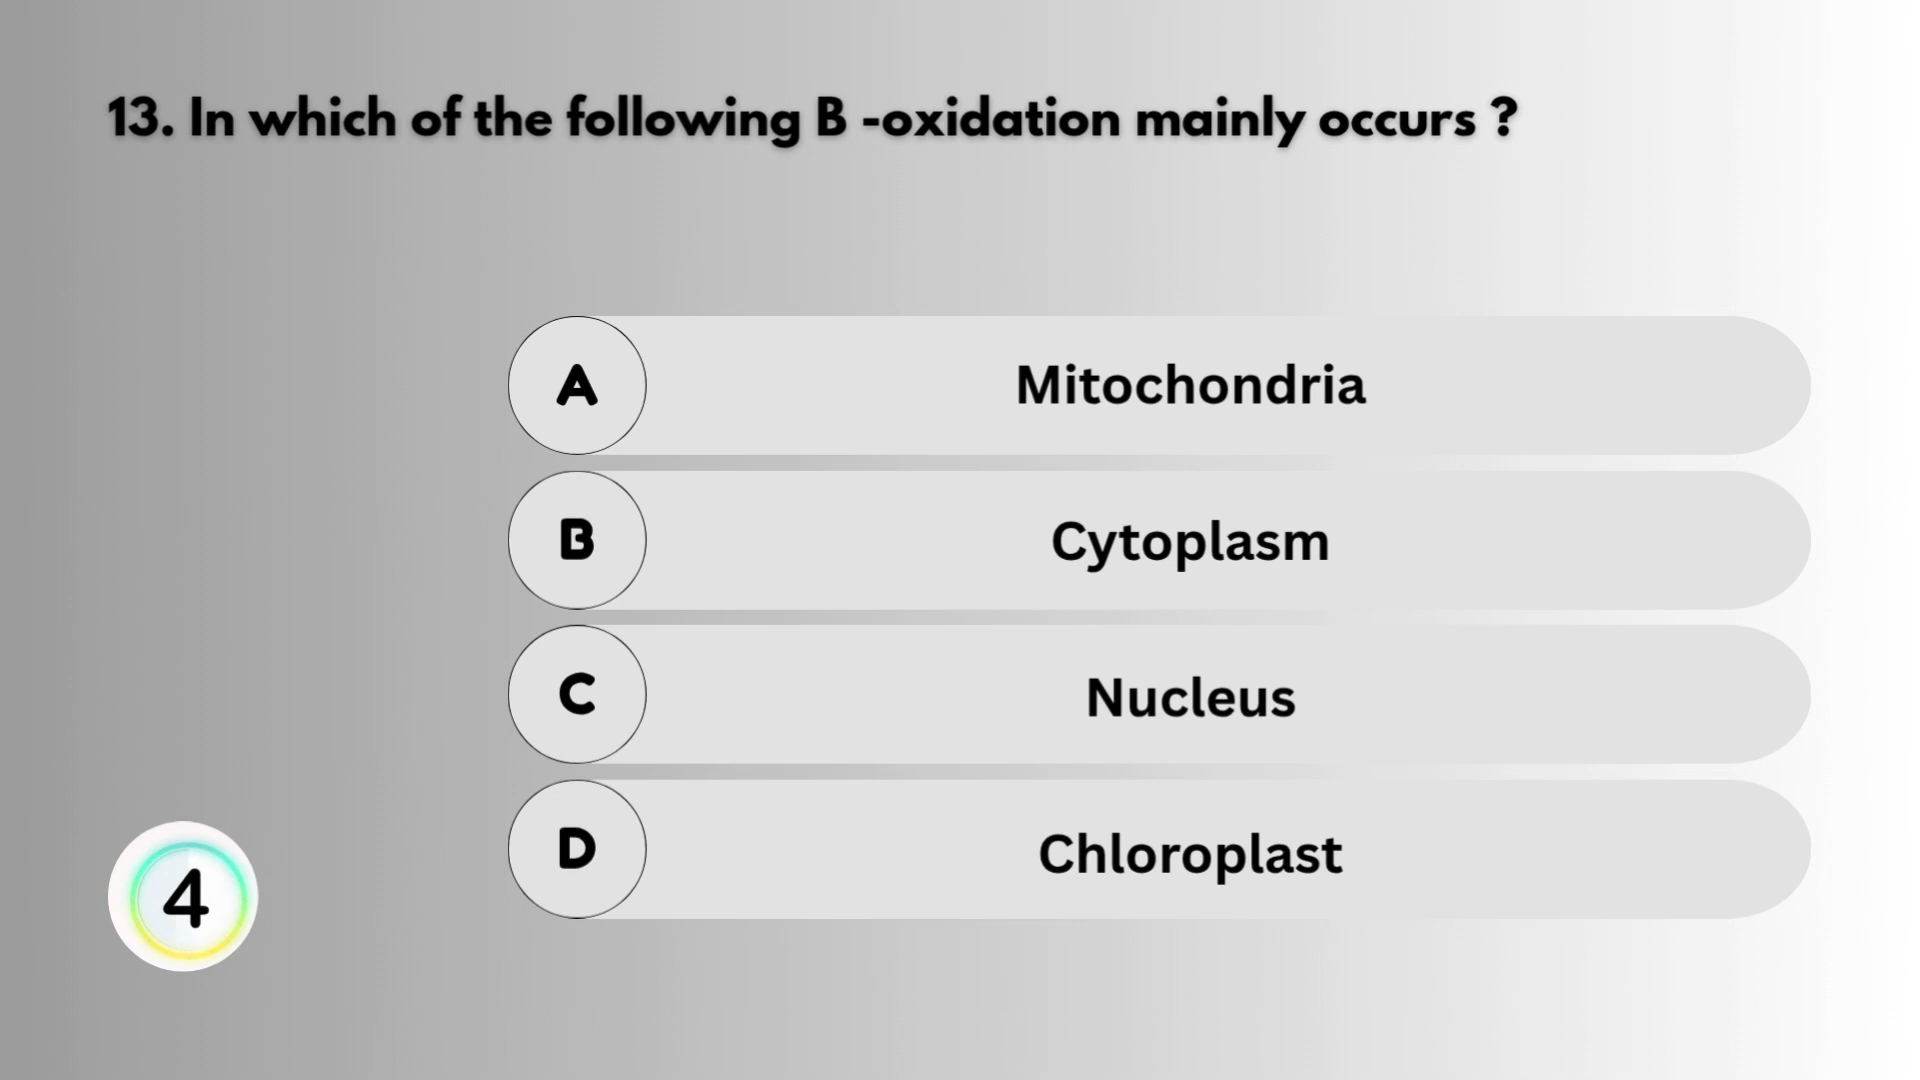 13. In which of the following B -oxidation mainly occurs ?
A Mitochondria
B Cytoplasm
C Nucleus
D Chloroplast
4